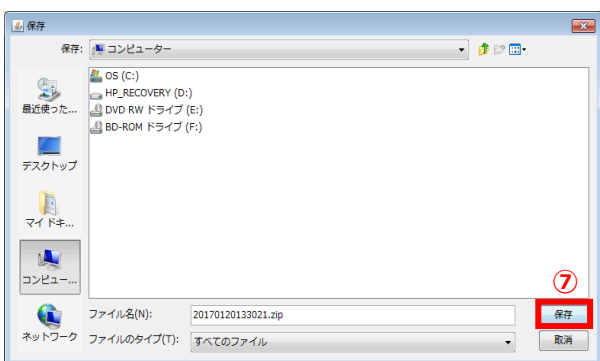 保存
保存:
コンピューター
OS (C:)
HP_RECOVERY (D:)
DVD RW ドライブ (E:)
BD-ROM ドライブ (F:)
最近使った...
デスクトップ
マイ ドキ...
コンピュー...
ネットワーク
⑦
ファイル名(N):
20170120133021.zip
保存
ファイルのタイプ(T):
すべてのファイル
取消